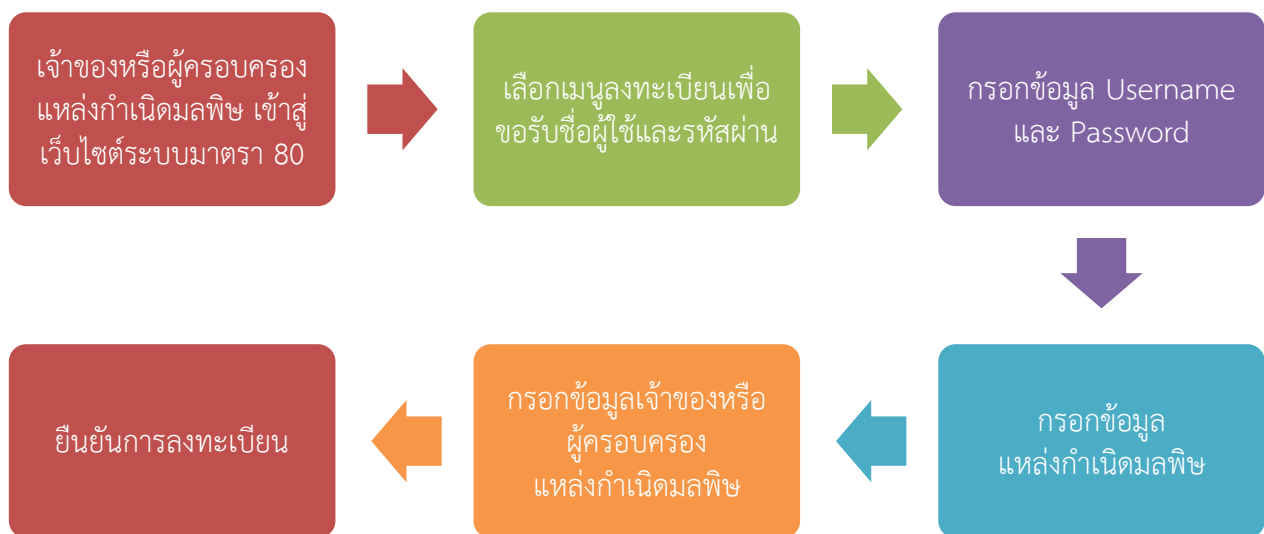 เจ้าของหรือผู้ครอบครอง
แหล่งกำเนิดมลพิษ เข้าสู่
เว็บไซต์ระบบมาตรา 80
เลือกเมนูลงทะเบียนเพื่อ
ขอรับชื่อผู้ใช้และรหัสผ่าน
กรอกข้อมูล Username
และ Password
กรอกข้อมูล
แหล่งกำเนิดมลพิษ
กรอกข้อมูลเจ้าของหรือ
ผู้ครอบครอง
แหล่งกำเนิดมลพิษ
ยืนยันการลงทะเบียน